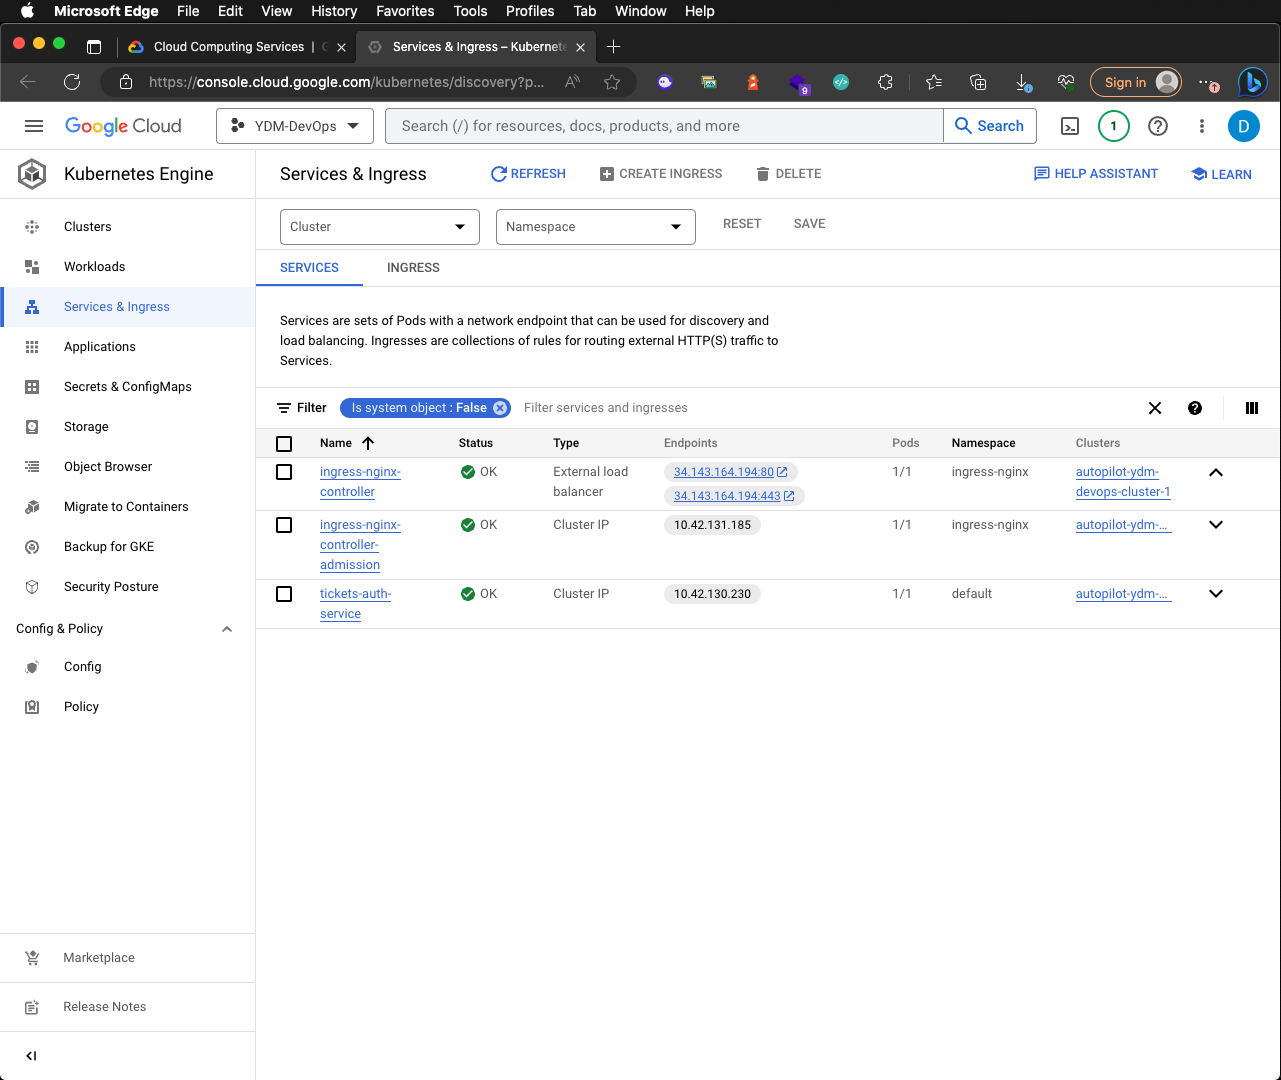 Microsoft Edge File Edit View History Favorites Tools Profiles Tab Window Help
Cloud Computing Services | Services & Ingress – Kubernete
https://console.cloud.google.com/kubernetes/discovery?p... 9 Sign in
Google Cloud YDM-DevOps Search (/) for resources, docs, products, and more Search 1 D
Kubernetes Engine
Services & Ingress REFRESH CREATE INGRESS DELETE HELP ASSISTANT LEARN
Clusters
Workloads
Services & Ingress
Applications
Secrets & ConfigMaps
Storage
Object Browser
Migrate to Containers
Backup for GKE
Security Posture
Config & Policy
Config
Policy
Marketplace
Release Notes
Cluster Namespace RESET SAVE
SERVICES INGRESS
Services are sets of Pods with a network endpoint that can be used for discovery and
load balancing. Ingresses are collections of rules for routing external HTTP(S) traffic to
Services.
Filter Is system object : False Filter services and ingresses
Name Status Type Endpoints Pods Namespace Clusters
ingress-nginx- OK External load 34.143.164.194:80 1/1 ingress-nginx autopilot-ydm-
controller balancer 34.143.164.194:443 devops-cluster-1
ingress-nginx- OK Cluster IP 10.42.131.185 1/1 ingress-nginx autopilot-ydm-...
controller-
admission
tickets-auth- OK Cluster IP 10.42.130.230 1/1 default autopilot-ydm-...
service